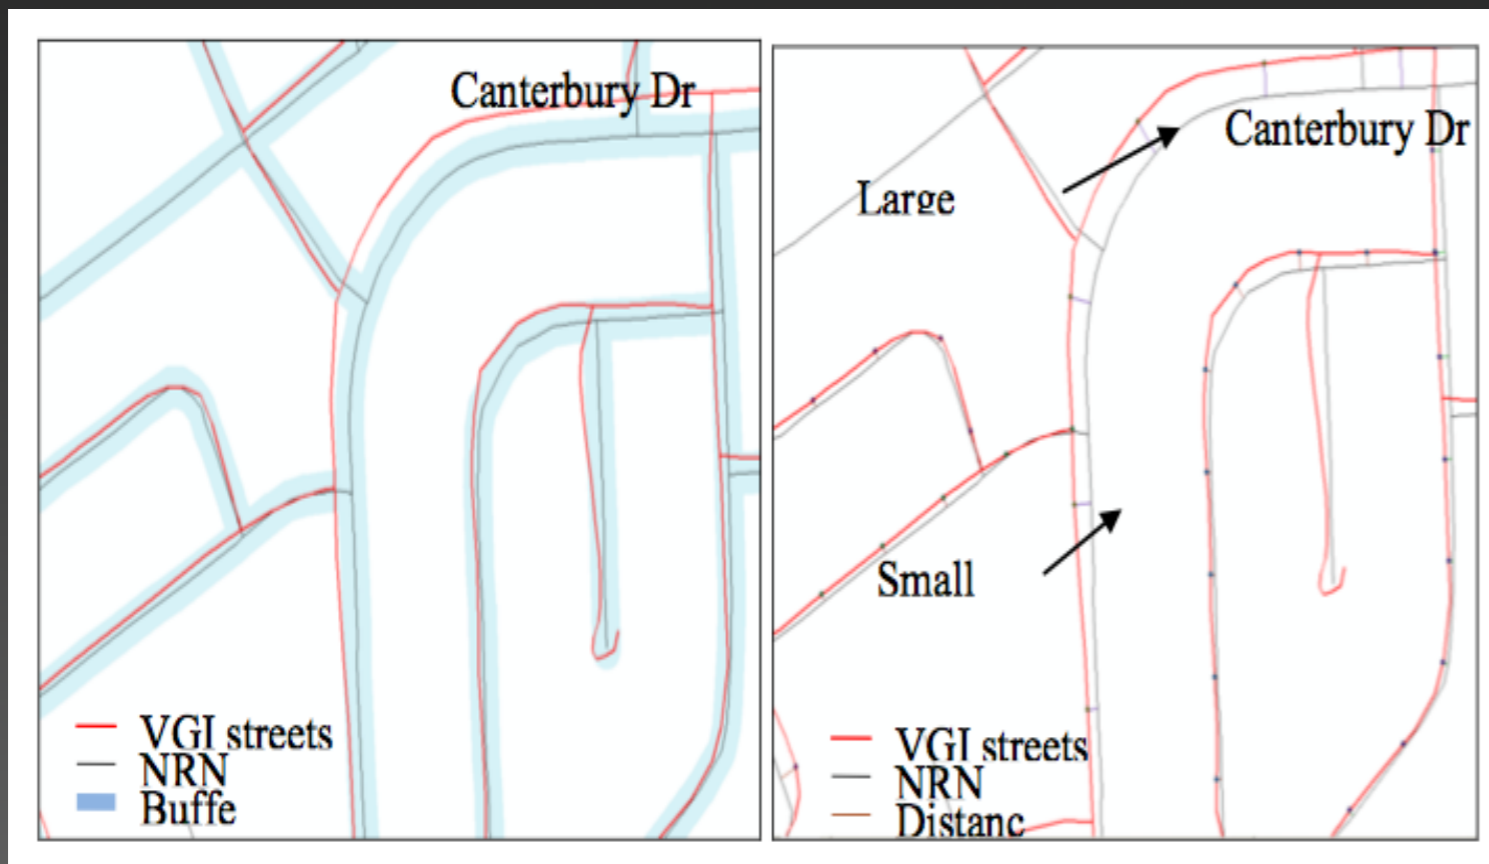 Canterbury Dr
VGI streets
NRN
Buffe
Canterbury Dr
Large
Small
VGI streets
NRN
Distanc